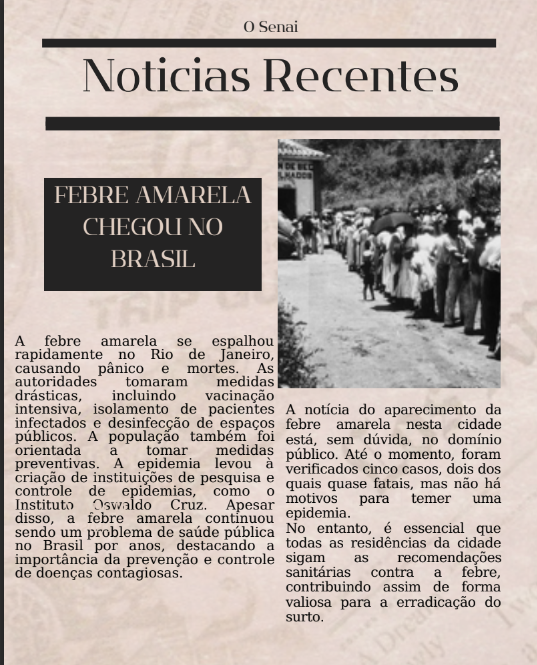 O Senai
Noticias Recentes
FEBRE AMARELA
CHEGOU NO
BRASIL
A febre amarela se espalhou
rapidamente no Rio de Janeiro,
causando pânico e mortes. As
autoridades tomaram medidas
drásticas, incluindo vacinação
intensiva, isolamento de pacientes
infectados e desinfecção de espaços
públicos. A população também foi
orientada a tomar medidas
preventivas. A epidemia levou à
criação de instituições de pesquisa e
controle de epidemias, como o
Instituto Oswaldo Cruz. Apesar
disso, a febre amarela continuou
sendo um problema de saúde pública
no Brasil por anos, destacando a
importância da prevenção e controle
de doenças contagiosas.
A notícia do aparecimento da
febre amarela nesta cidade
está, sem dúvida, no domínio
público. Até o momento, foram
verificados cinco casos, dois dos
quais quase fatais, mas não há
motivos para temer uma
epidemia.
No entanto, é essencial que
todas as residências da cidade
sigam as recomendações
sanitárias contra a febre,
contribuindo assim de forma
valiosa para a erradicação do
surto.